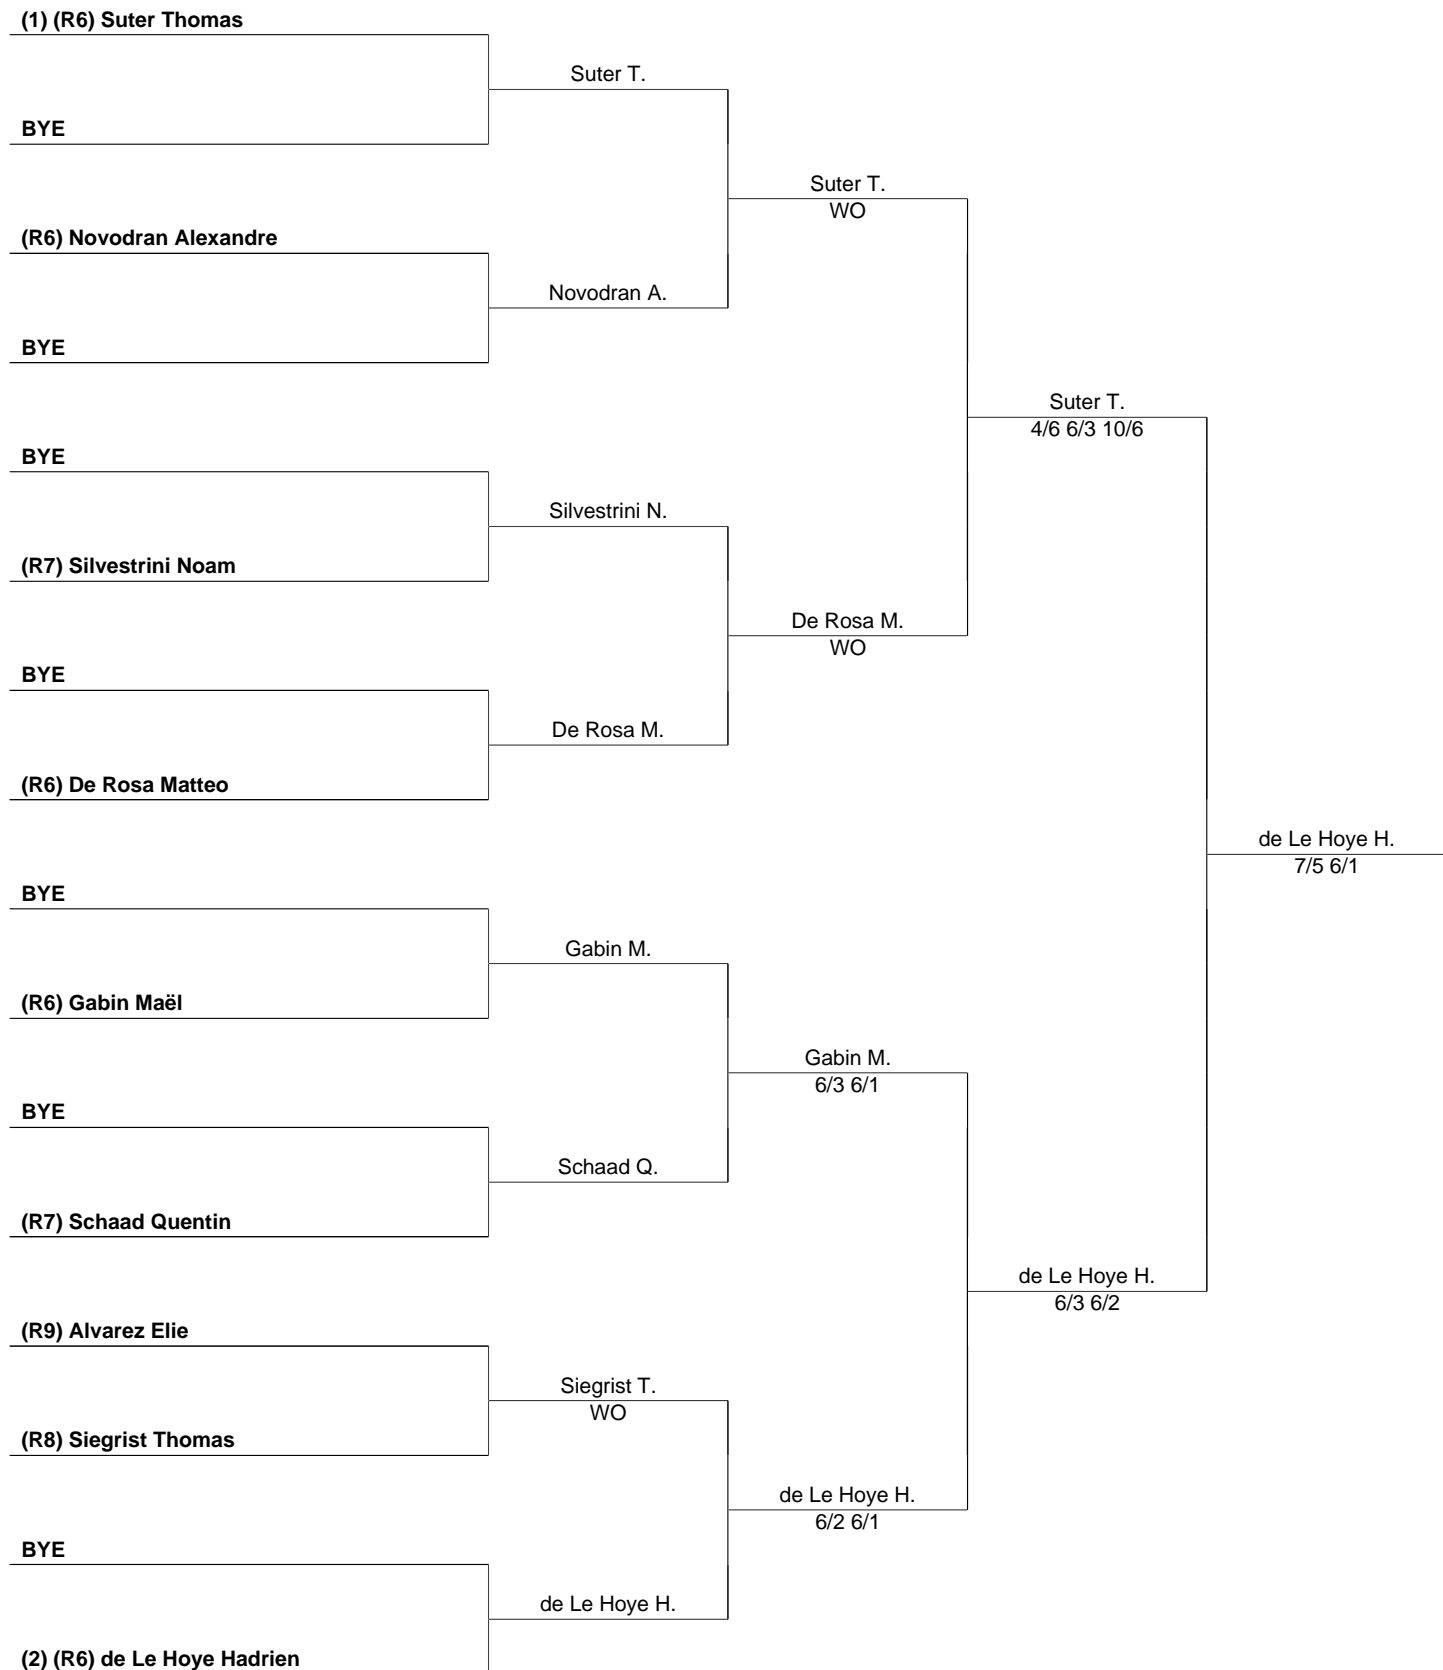 (1) (R6) Suter Thomas
Suter T.
BYE
Suter T.
WO
(R6) Novodran Alexandre
Novodran A.
BYE
Suter T.
4/6 6/3 10/6
BYE
Silvestrini N.
(R7) Silvestrini Noam
De Rosa M.
WO
BYE
De Rosa M.
(R6) De Rosa Matteo
de Le Hoye H.
7/5 6/1
BYE
Gabin M.
(R6) Gabin Maël
Gabin M.
6/3 6/1
BYE
Schaad Q.
(R7) Schaad Quentin
de Le Hoye H.
6/3 6/2
(R9) Alvarez Elie
Siegrist T.
WO
(R8) Siegrist Thomas
de Le Hoye H.
6/2 6/1
BYE
de Le Hoye H.
(2) (R6) de Le Hoye Hadrien